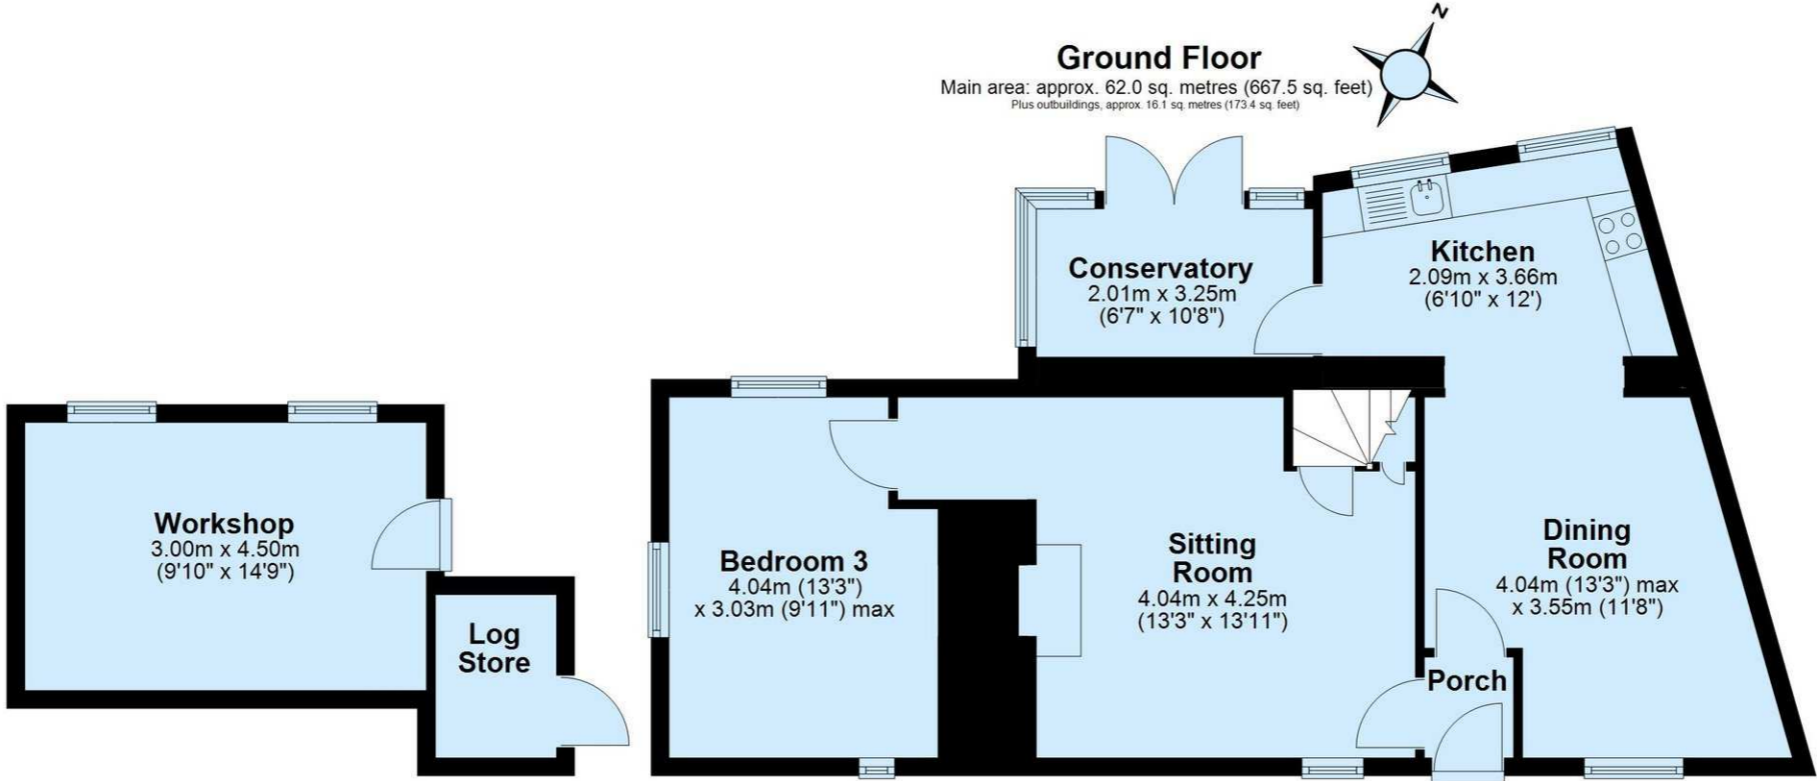 N
Ground Floor
Main area: approx. 62.0 sq. metres (667.5 sq. feet)
Plus outbuildings, approx. 16.1 sq. metres (173.4 sq. feet)
Conservatory
2.01m x 3.25m
(6'7" x 10'8")
Kitchen
2.09m x 3.66m
(6'10" x 12')
Workshop
3.00m x 4.50m
(9'10" x 14'9")
Log
Store
Bedroom 3
4.04m (13'3")
x 3.03m (9'11") max
Sitting
Room
4.04m x 4.25m
(13'3" x 13'11")
Dining
Room
4.04m (13'3") max
x 3.55m (11'8")
Porch